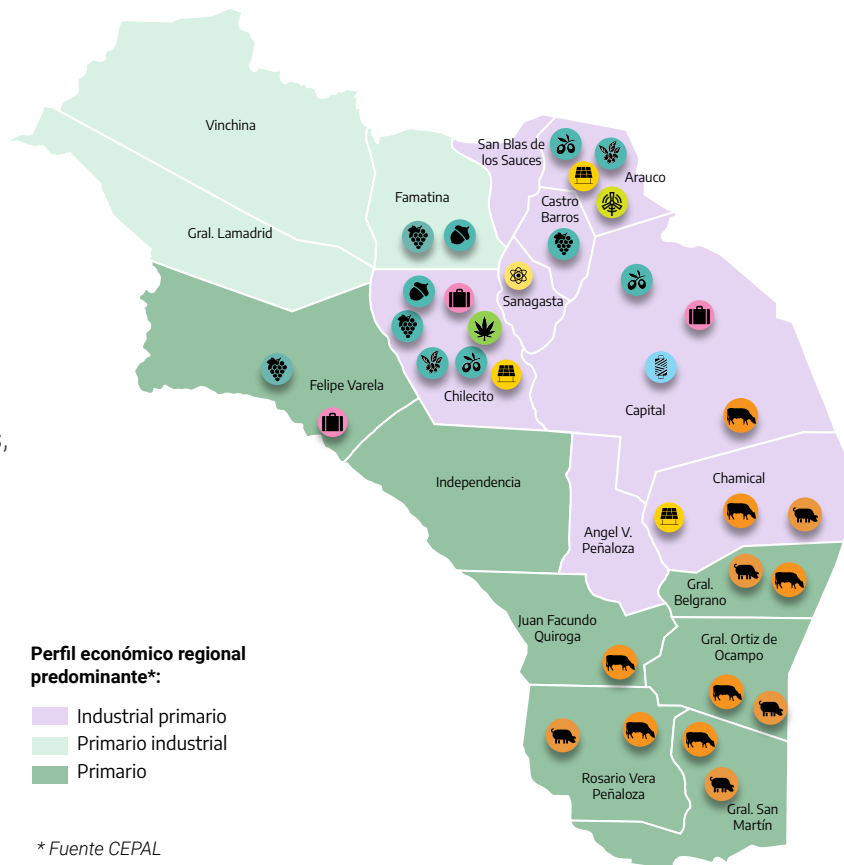 Vinchina
San Blas de
los Sauces
Arauco
Famatina
Castro
Barros
Gral. Lamadrid
Sanagasta
Felipe Varela
Chilecito
Capital
s,
Independencia
Chamical
Angel V.
Peñaloza
Gral.
Belgrano
Juan Facundo
Quiroga
Gral. Ortiz de
Ocampo
Perfil económico regional
predominante*:
Industrial primario
Primario industrial
Primario
Rosario Vera
Peñaloza
Gral. San
Martín
* Fuente CEPAL